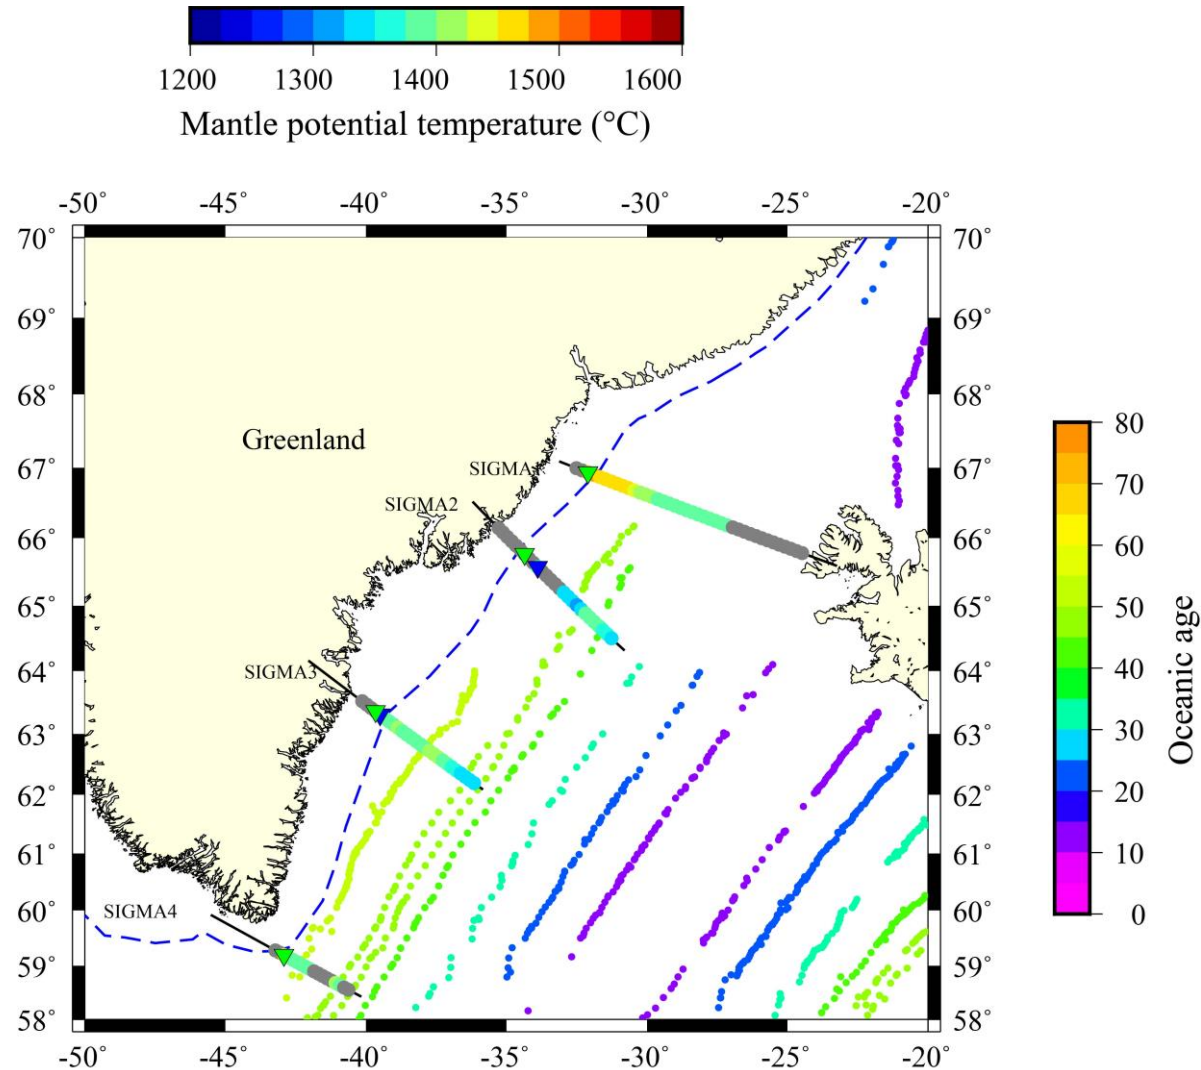 1200 1300 1400 1500 1600
Mantle potential temperature (°C)
-50˚ -45˚ -40˚ -35˚ -30˚ -25˚ -20˚
70˚ 70˚
69˚ 69˚
68˚ 68˚
Greenland
67˚ SIGMA1 67˚
SIGMA2
66˚ 66˚
65˚ 65˚
64˚ SIGMA3 64˚
63˚ 63˚
62˚ 62˚
61˚ 61˚
60˚ SIGMA4 60˚
59˚ 59˚
58˚ 58˚
-50˚ -45˚ -40˚ -35˚ -30˚ -25˚ -20˚
80
70
60
50
40
30
20
10
0
Oceanic age